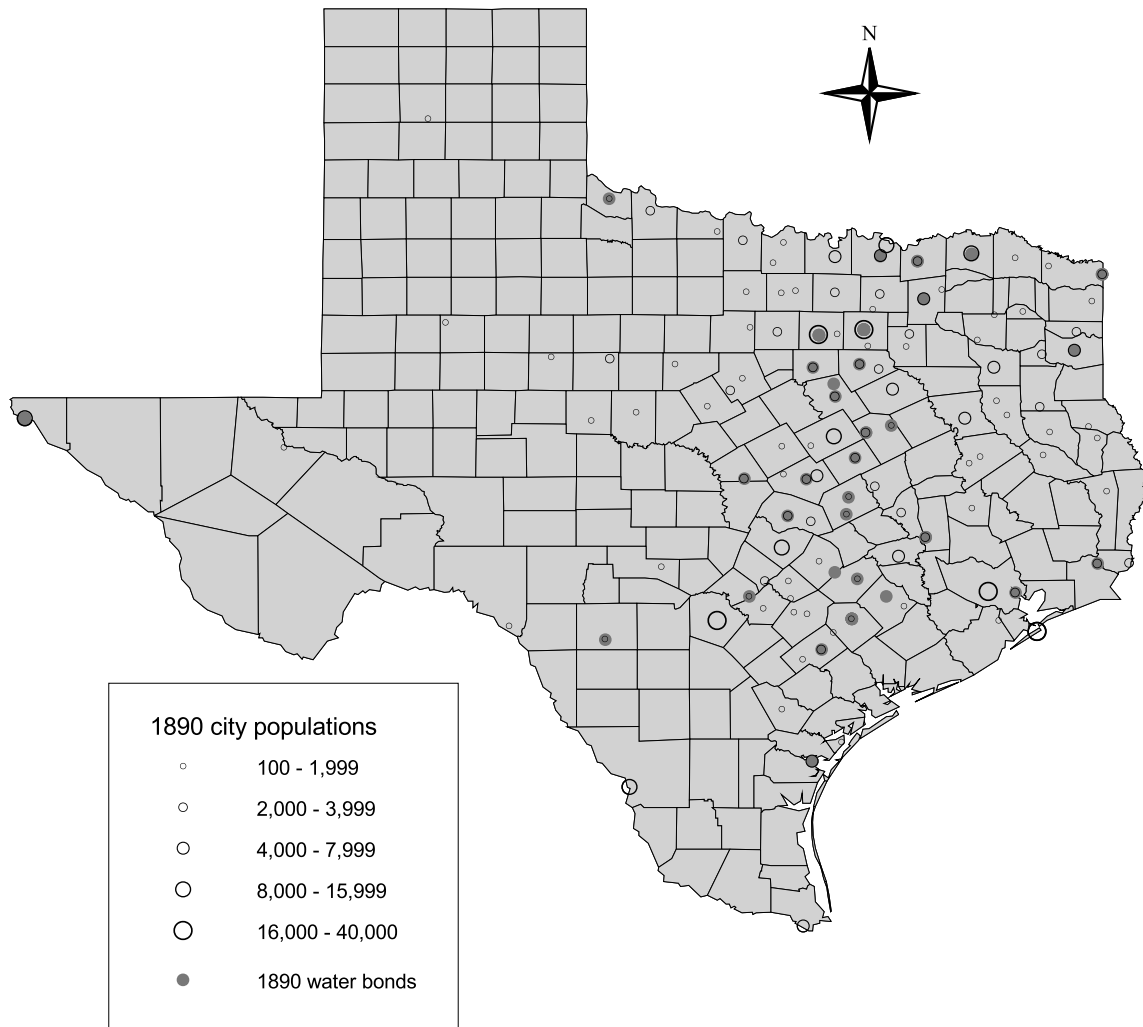 N
1890 city populations
100 - 1,999
2,000 - 3,999
4,000 - 7,999
8,000 - 15,999
16,000 - 40,000
1890 water bonds